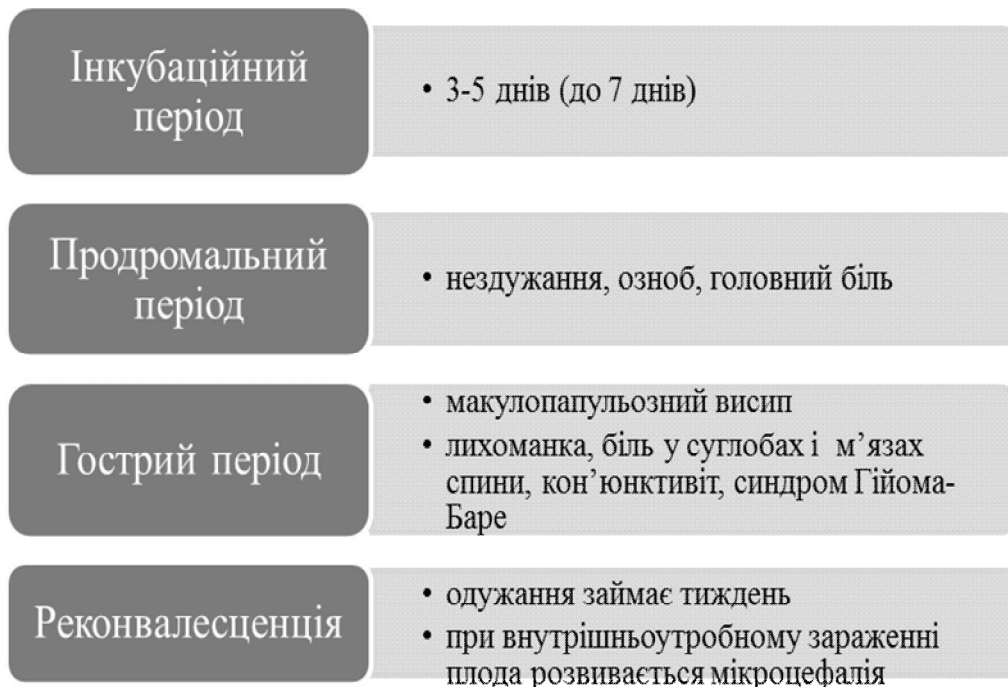 Інкубаційний
період
• 3-5 днів (до 7 днів)
Продромальний
період
• нездужання, озноб, головний біль
Гострий період
• макулопапульозний висип
• лихоманка, біль у суглобах і м’язах
спини, кон’юнктивіт, синдром Гійома-
Баре
Реконвалесценція
• одужання займає тиждень
• при внутрішньоутробному зараженні
плода розвивається мікроцефалія